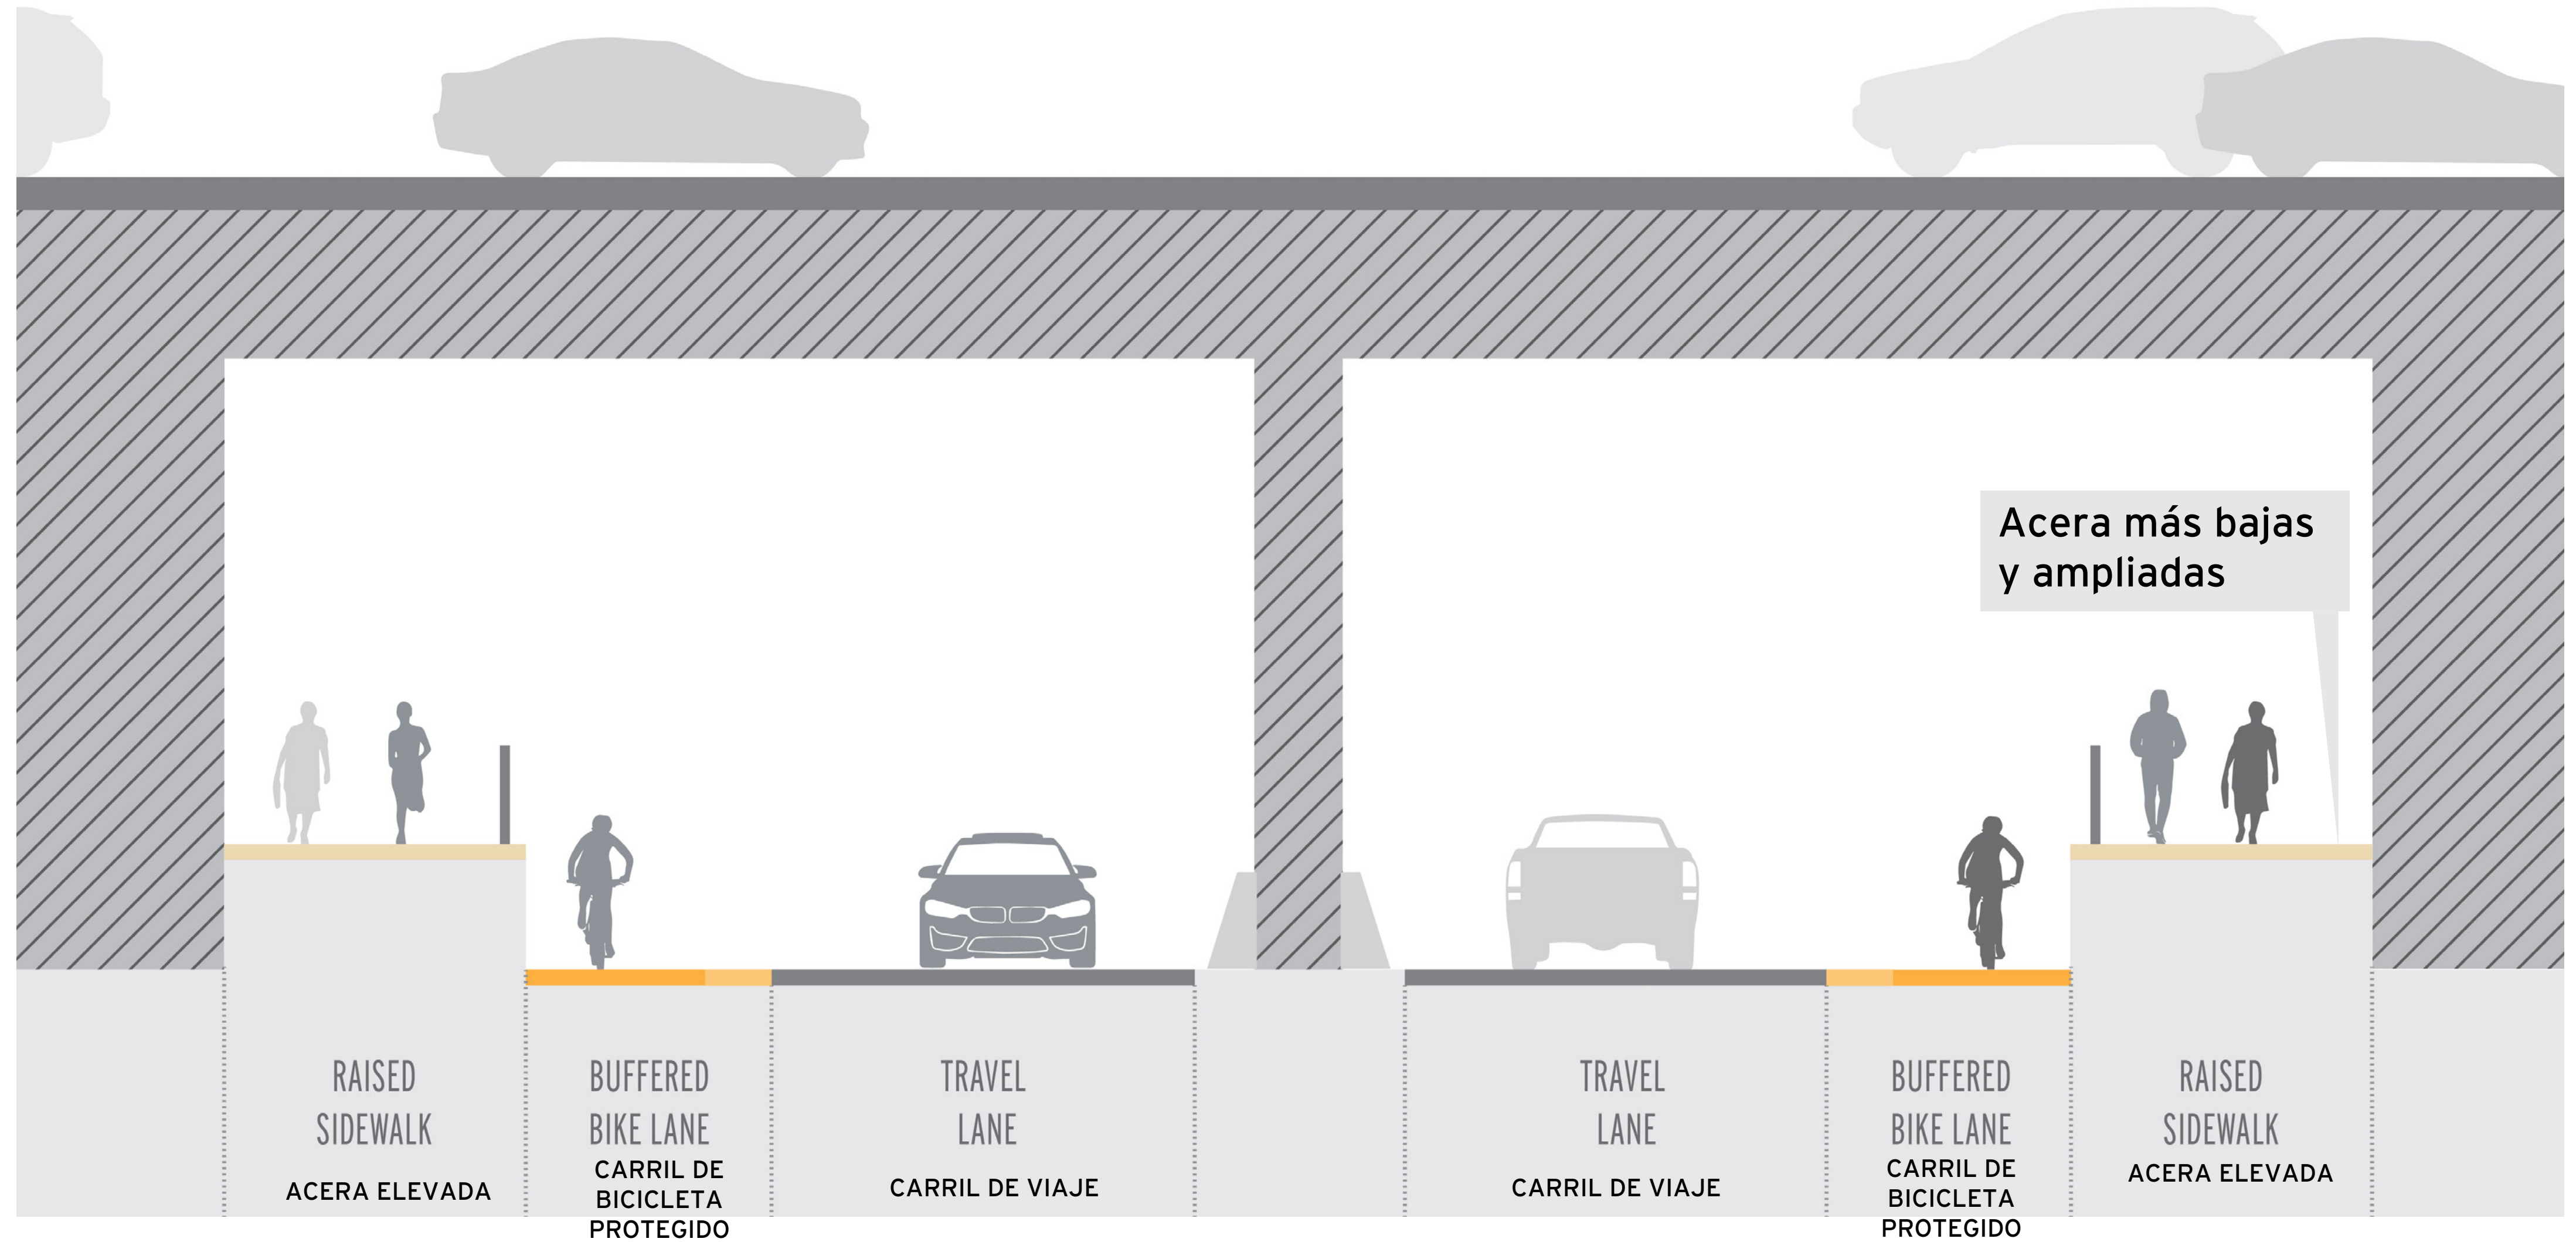 Acera más bajas
y ampliadas
RAISED
SIDEWALK
ACERA ELEVADA
BUFFERED
BIKE LANE
CARRIL DE
BICICLETA
PROTEGIDO
TRAVEL
LANE
CARRIL DE VIAJE
TRAVEL
LANE
CARRIL DE VIAJE
BUFFERED
BIKE LANE
CARRIL DE
BICICLETA
PROTEGIDO
RAISED
SIDEWALK
ACERA ELEVADA